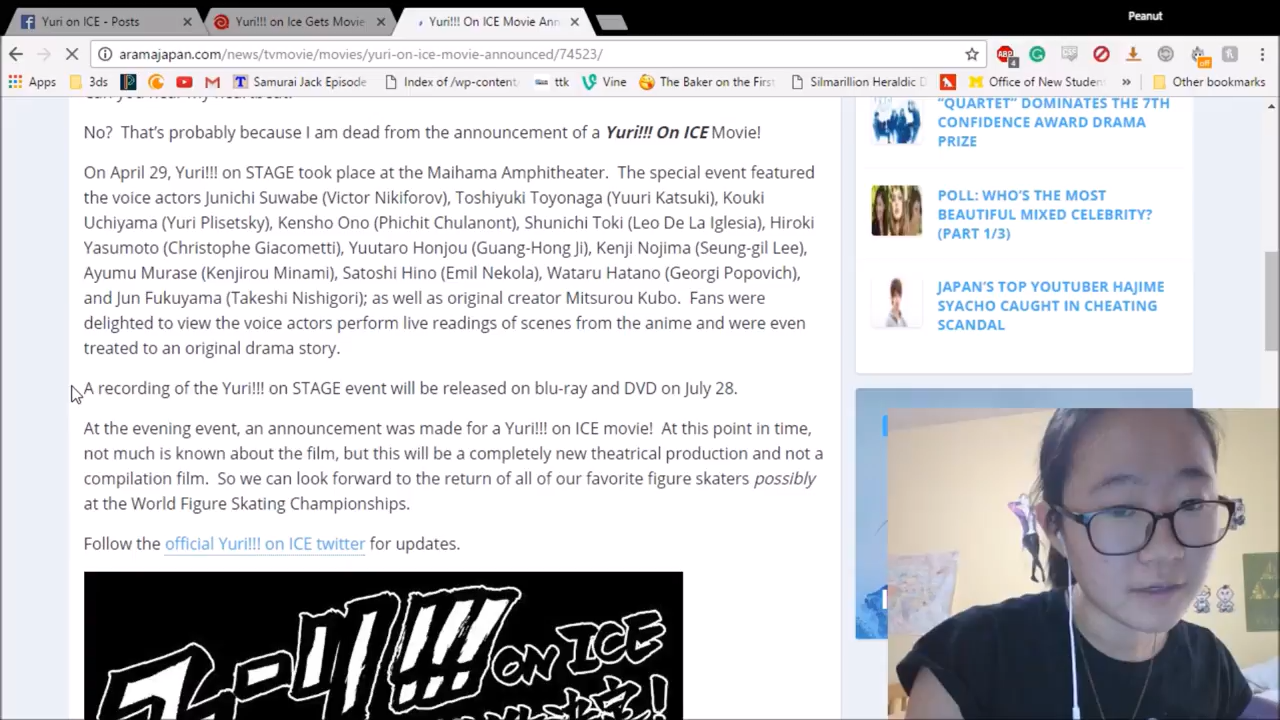 Peanut
Yuri on ICE - Posts
Yuri!!! on Ice Gets Movie
Yuri!!! On ICE Movie Ann
aramajapan.com/news/tvmovie/movies/yuri-on-ice-movie-announced/74523/
Apps
3ds
Samurai Jack Episode
Index of /wp-content
ttk
Vine
The Baker on the First
Silmarillion Heraldic D
Office of New Studen
»
Other bookmarks
Can you hear my heartbeat?
No? That's probably because I am dead from the announcement of a Yuri!!! On ICE Movie!
On April 29, Yuri!!! on STAGE took place at the Maihama Amphitheater. The special event featured
the voice actors Junichi Suwabe (Victor Nikiforov), Toshiyuki Toyonaga (Yuuri Katsuki), Kouki
Uchiyama (Yuri Plisetsky), Kensho Ono (Phichit Chulanont), Shunichi Toki (Leo De La Iglesia), Hiroki
Yasumoto (Christophe Giacometti), Yuutaro Honjou (Guang-Hong Ji), Kenji Nojima (Seung-gil Lee),
Ayumu Murase (Kenjirou Minami), Satoshi Hino (Emil Nekola), Wataru Hatano (Georgi Popovich),
and Jun Fukuyama (Takeshi Nishigori); as well as original creator Mitsurou Kubo. Fans were
delighted to view the voice actors perform live readings of scenes from the anime and were even
treated to an original drama story.
A recording of the Yuri!!! on STAGE event will be released on blu-ray and DVD on July 28.
At the evening event, an announcement was made for a Yuri!!! on ICE movie! At this point in time,
not much is known about the film, but this will be a completely new theatrical production and not a
compilation film. So we can look forward to the return of all of our favorite figure skaters possibly
at the World Figure Skating Championships.
Follow the official Yuri!!! on ICE twitter for updates.
ユーリ!!! ON ICE
"QUARTET" DOMINATES THE 7TH
CONFIDENCE AWARD DRAMA
PRIZE
POLL: WHO'S THE MOST
BEAUTIFUL MIXED CELEBRITY?
(PART 1/3)
JAPAN'S TOP YOUTUBER HAJIME
SYACHO CAUGHT IN CHEATING
SCANDAL